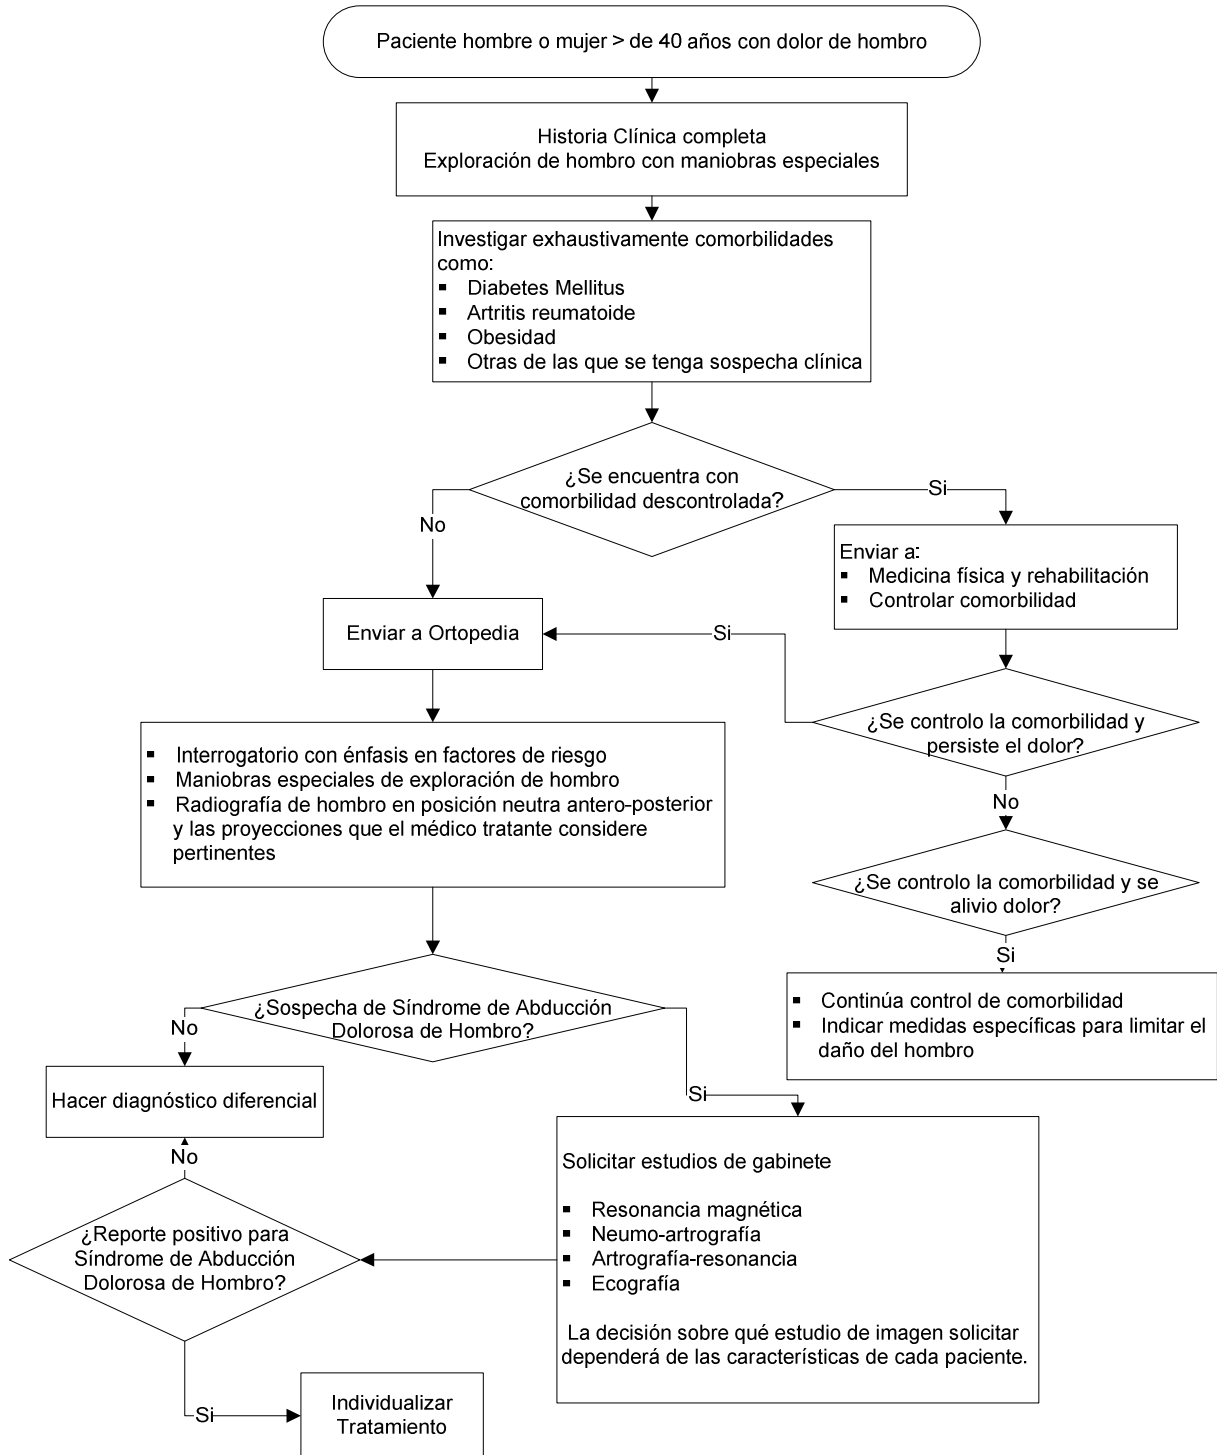 Paciente hombre o mujer > de 40 años con dolor de hombro
Historia Clínica completa
Exploración de hombro con maniobras especiales
Investigar exhaustivamente comorbilidades
como:
▪ Diabetes Mellitus
▪ Artritis reumatoide
▪ Obesidad
▪ Otras de las que se tenga sospecha clínica
¿Se encuentra con
comorbilidad descontrolada?
No
Si
Enviar a:
▪ Medicina física y rehabilitación
▪ Controlar comorbilidad
Enviar a Ortopedia
Si
¿Se controlo la comorbilidad y
persiste el dolor?
No
▪ Interrogatorio con énfasis en factores de riesgo
▪ Maniobras especiales de exploración de hombro
▪ Radiografía de hombro en posición neutra antero-posterior
y las proyecciones que el médico tratante considere
pertinentes
¿Se controlo la comorbilidad y se
alivio dolor?
Si
▪ Continúa control de comorbilidad
▪ Indicar medidas específicas para limitar el
daño del hombro
¿Sospecha de Síndrome de Abducción
Dolorosa de Hombro?
No
Si
Hacer diagnóstico diferencial
No
Solicitar estudios de gabinete
▪ Resonancia magnética
▪ Neumo-artrografía
▪ Artrografía-resonancia
▪ Ecografía
La decisión sobre qué estudio de imagen solicitar
dependerá de las características de cada paciente.
¿Reporte positivo para
Síndrome de Abducción
Dolorosa de Hombro?
Si
Individualizar
Tratamiento